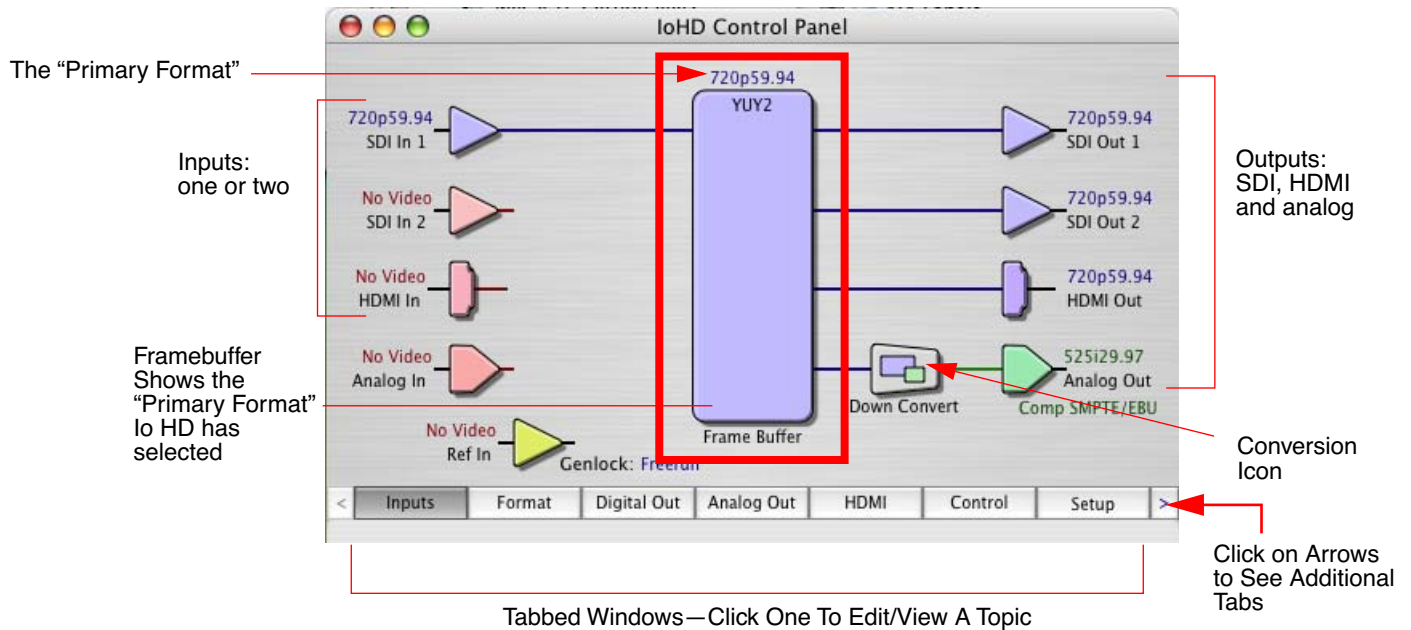 IoHD Control Panel
The “Primary Format”
720p59.94
YUY2
720p59.94
SDI In 1
720p59.94
SDI Out 1
Inputs:
one or two
Outputs:
SDI, HDMI
and analog
No Video
SDI In 2
720p59.94
SDI Out 2
No Video
HDMI In
720p59.94
HDMI Out
Framebuffer
Shows the
“Primary Format”
Io HD has
selected
No Video
Analog In
Down Convert
525i29.97
Analog Out
Comp SMPTE/EBU
No Video
Ref In
Genlock: Freerun
Frame Buffer
Conversion
Icon
< Inputs Format Digital Out Analog Out HDMI Control Setup >
Click on Arrows
to See Additional
Tabs
Tabbed Windows—Click One To Edit/View A Topic